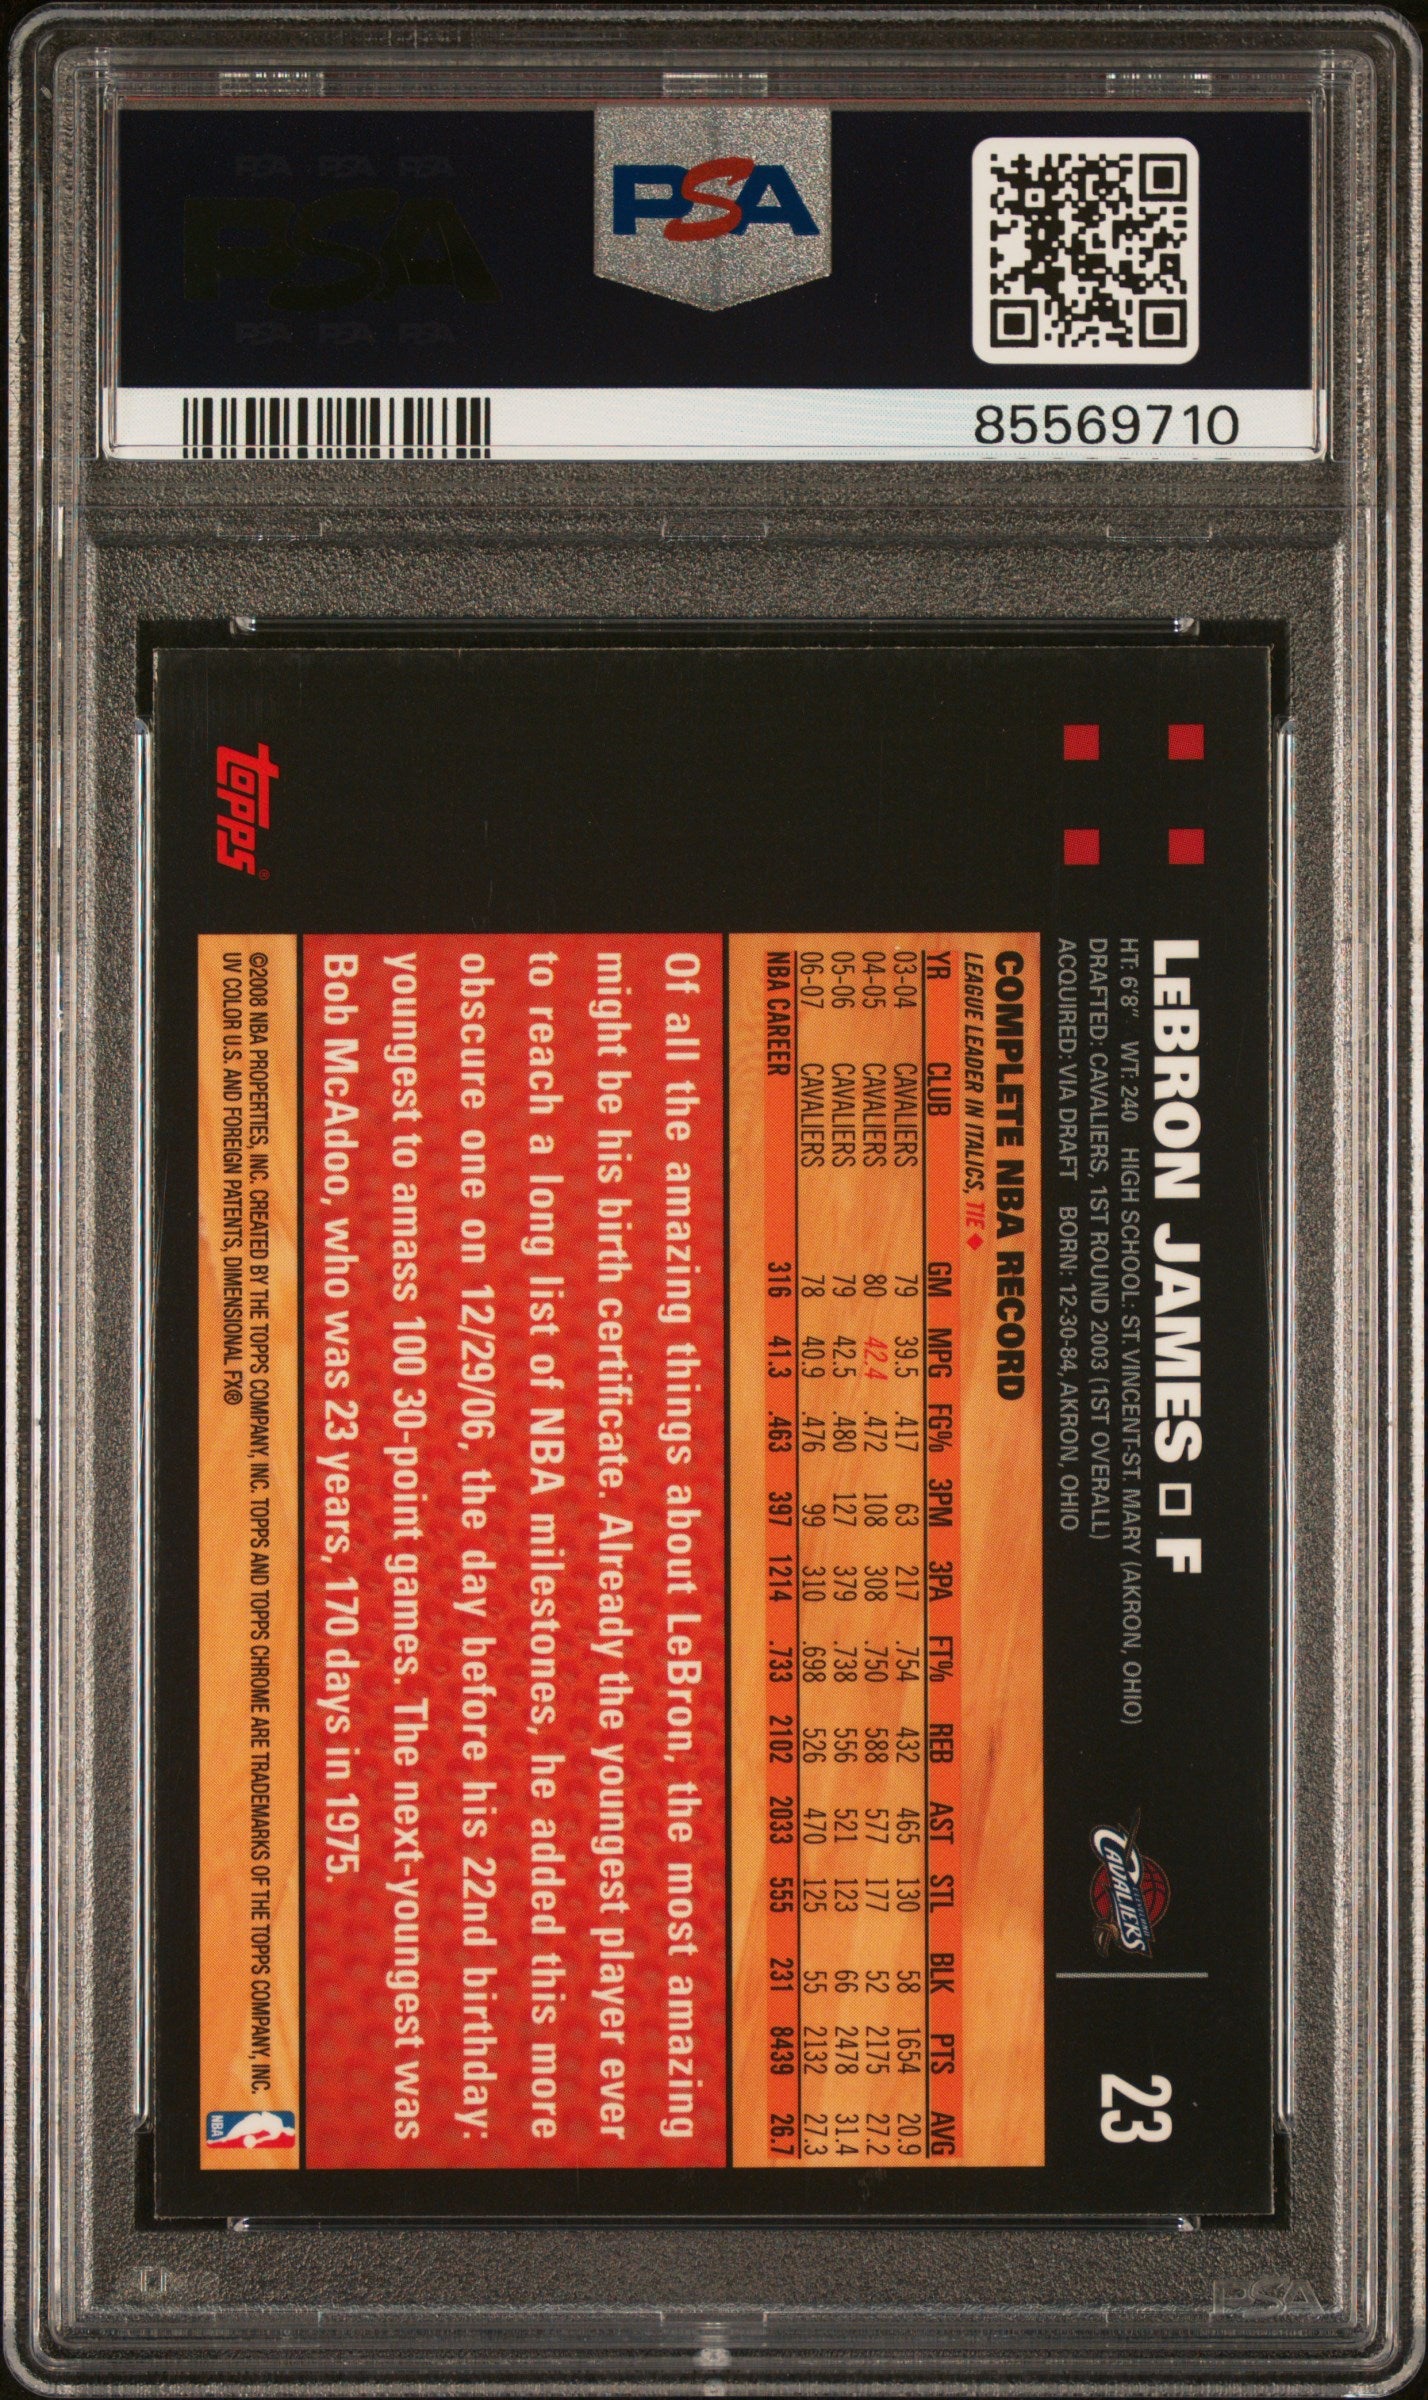 PSA PSA PSA
PSA
PSA PSA PSA
PSA
85569710
LEBRON JAMES F
HT: 6'8" WT: 240 HIGH SCHOOL: ST. VINCENT-ST. MARY (AKRON, OHIO)
DRAFTED: CAVALIERS, 1ST ROUND 2003 (1ST OVERALL)
ACQUIRED: VIA DRAFT BORN: 12-30-84, AKRON, OHIO
CLEVELAND
CAVALIERS
23
COMPLETE NBA RECORD
LEAGUE LEADER IN ITALICS, TIE ♦
YR CLUB GM MPG FG% 3PM 3PA FT% REB AST STL BLK PTS AVG
03-04 CAVALIERS 79 39.5 .417 63 217 .754 432 465 130 58 1654 20.9
04-05 CAVALIERS 80 42.4 .472 108 308 .750 588 577 177 52 2175 27.2
05-06 CAVALIERS 79 42.5 .480 127 379 .738 556 521 123 66 2478 31.4
06-07 CAVALIERS 78 40.9 .476 99 310 .698 526 470 125 55 2132 27.3
NBA CAREER 316 41.3 .463 397 1214 .733 2102 2033 555 231 8439 26.7
Of all the amazing things about LeBron, the most amazing
might be his birth certificate. Already the youngest player ever
to reach a long list of NBA milestones, he added this more
obscure one on 12/29/06, the day before his 22nd birthday:
youngest to amass 100 30-point games. The next-youngest was
Bob McAdoo, who was 23 years, 170 days in 1975.
topps®
©2008 NBA PROPERTIES, INC. CREATED BY THE TOPPS COMPANY, INC. TOPPS AND TOPPS CHROME ARE TRADEMARKS OF THE TOPPS COMPANY, INC.
UV COLOR U.S. AND FOREIGN PATENTS, DIMENSIONAL FX®
NBA
PSA